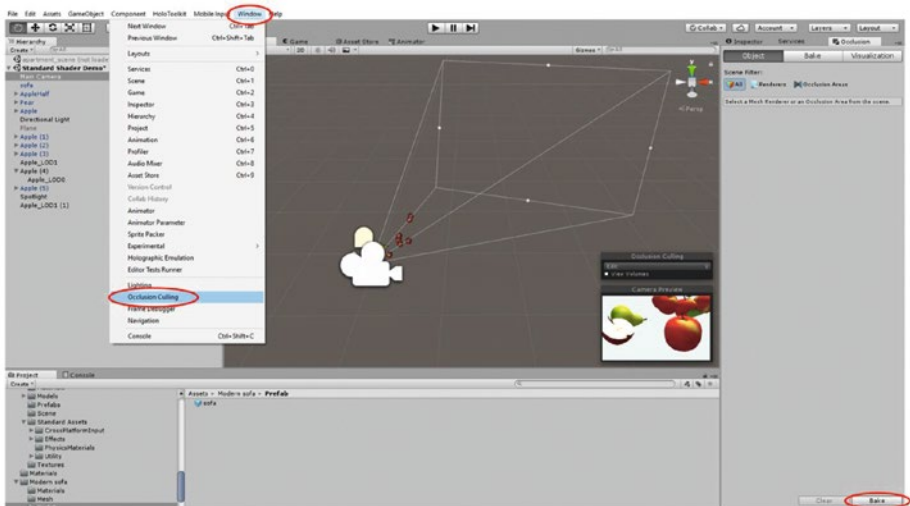 File Edit Assets GameObject Component HoloToolkit Mobile Input Window Help
Collab Account Layers Layout
Hierarchy
Create
Standard Shader Demo*
Main Camera
sofa
AppleHalf
Pear
Apple
Directional Light
Plane
Apple (1)
Apple (2)
Apple (3)
Apple_LOD1
Apple (4)
Apple_LOD0
Apple (5)
Spotlight
Apple_LOD1 (1)
Next Window Ctrl+Tab
Previous Window Ctrl+Shift+Tab
Layouts
Services Ctrl+0
Scene Ctrl+1
Game Ctrl+2
Inspector Ctrl+3
Hierarchy Ctrl+4
Project Ctrl+5
Animation Ctrl+6
Profiler Ctrl+7
Audio Mixer Ctrl+8
Asset Store Ctrl+9
Version Control
Collab History
Animator
Animator Parameter
Sprite Packer
Experimental
Holographic Emulation
Editor Tests Runner
Lighting
Occlusion Culling
Frame Debugger
Navigation
Console Ctrl+Shift+C
Game Asset Store Animator
2D Gizmos All
Persp
Occlusion Culling
Edit
View Volumes
Camera Preview
Inspector Services Occlusion
Object Bake Visualization
Scene Filter:
All Renderers Occlusion Areas
Select a Mesh Renderer or an Occlusion Area from the scene.
Clear Bake
Project Console
Create
Models
Prefabs
Scene
Standard Assets
CrossPlatformInput
Effects
PhysicsMaterials
Utility
Textures
Materials
Modern sofa
Materials
Mesh
Assets Modern sofa Prefab
sofa